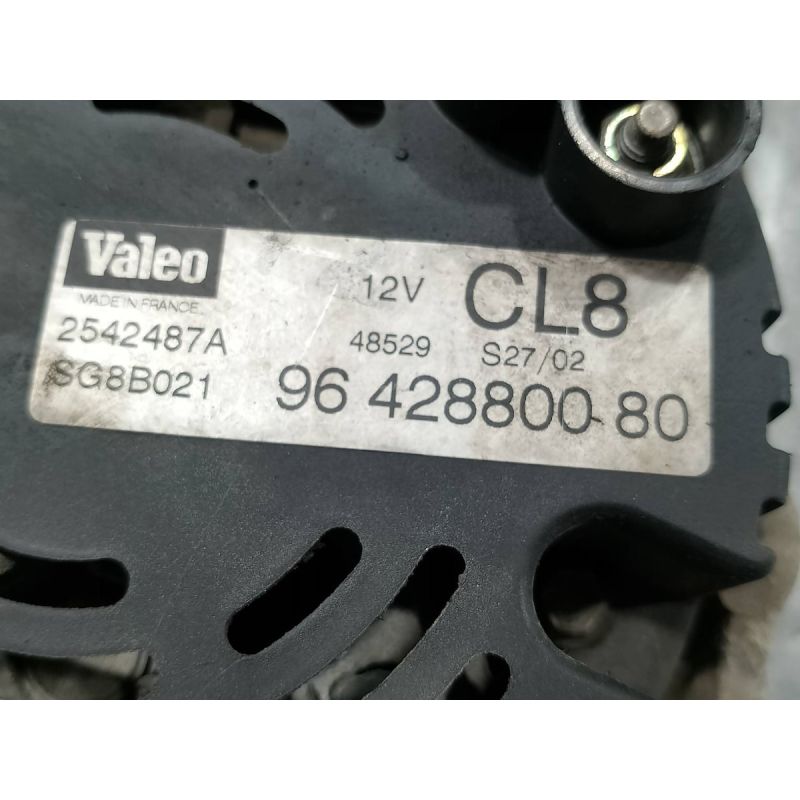 Valeo
MADE IN FRANCE
12V CL8
2542487A 48529 S27/02
SG8B021 96 428800 80